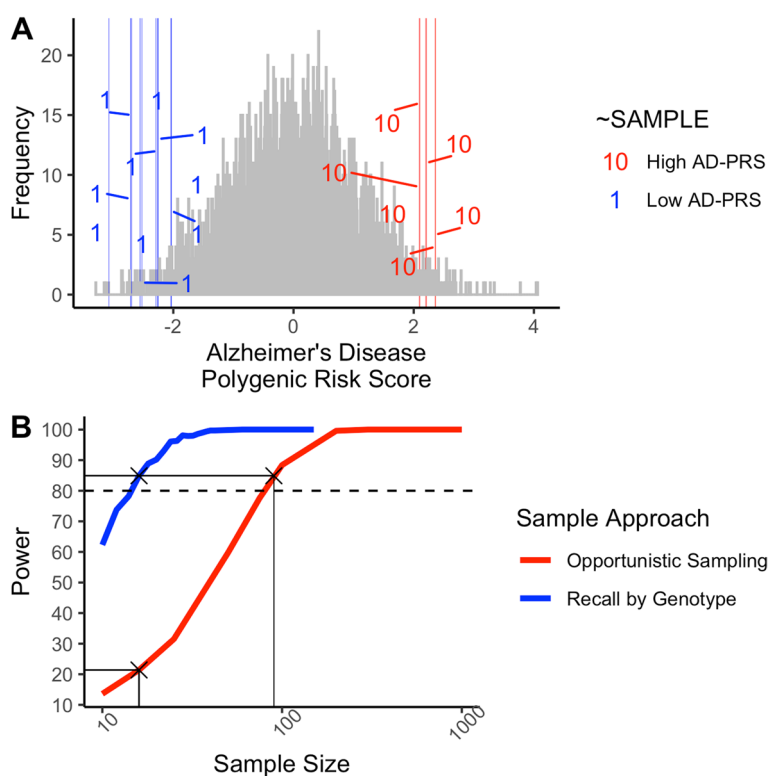 A
20
15
10
5
0
Frequency
1
1
1
1
1
1
1
1
1
1
10
10
10
10
10
10
-2
0
2
4
Alzheimer's Disease
Polygenic Risk Score
~SAMPLE
10 High AD-PRS
1 Low AD-PRS
B
100
90
80
70
60
50
40
30
20
10
Power
10
100
1000
Sample Size
Sample Approach
Opportunistic Sampling
Recall by Genotype